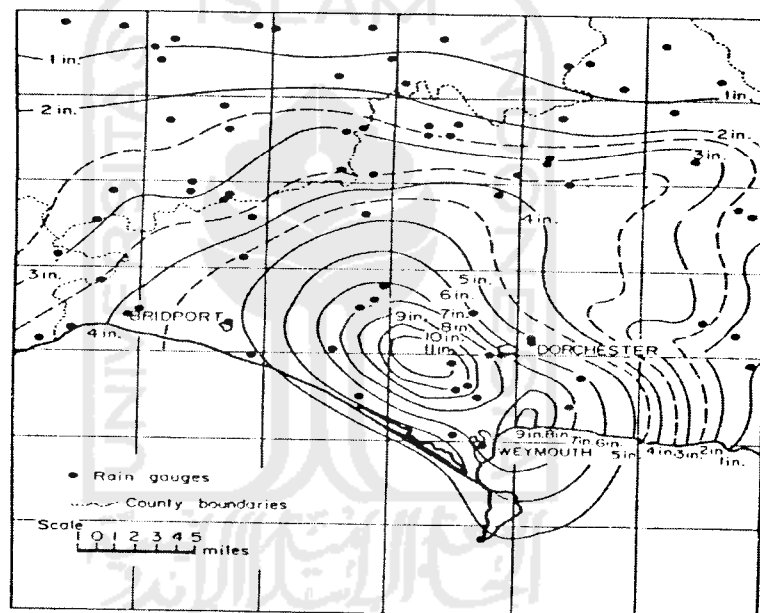 ISLAM
UNIVERSITAS
1 in.
1 in.
2 in.
2 in.
3 in.
4 in.
3 in.
5 in.
6 in.
7 in.
8 in.
9 in.
10 in.
11 in.
BRIDPORT
4 in.
DORCHESTER
9 in. 8 in. 7 in. 6 in. 5 in. 4 in. 3 in. 2 in. 1 in.
WEYMOUTH
Rain gauges
County boundaries
Scale
1 0 1 2 3 4 5
miles